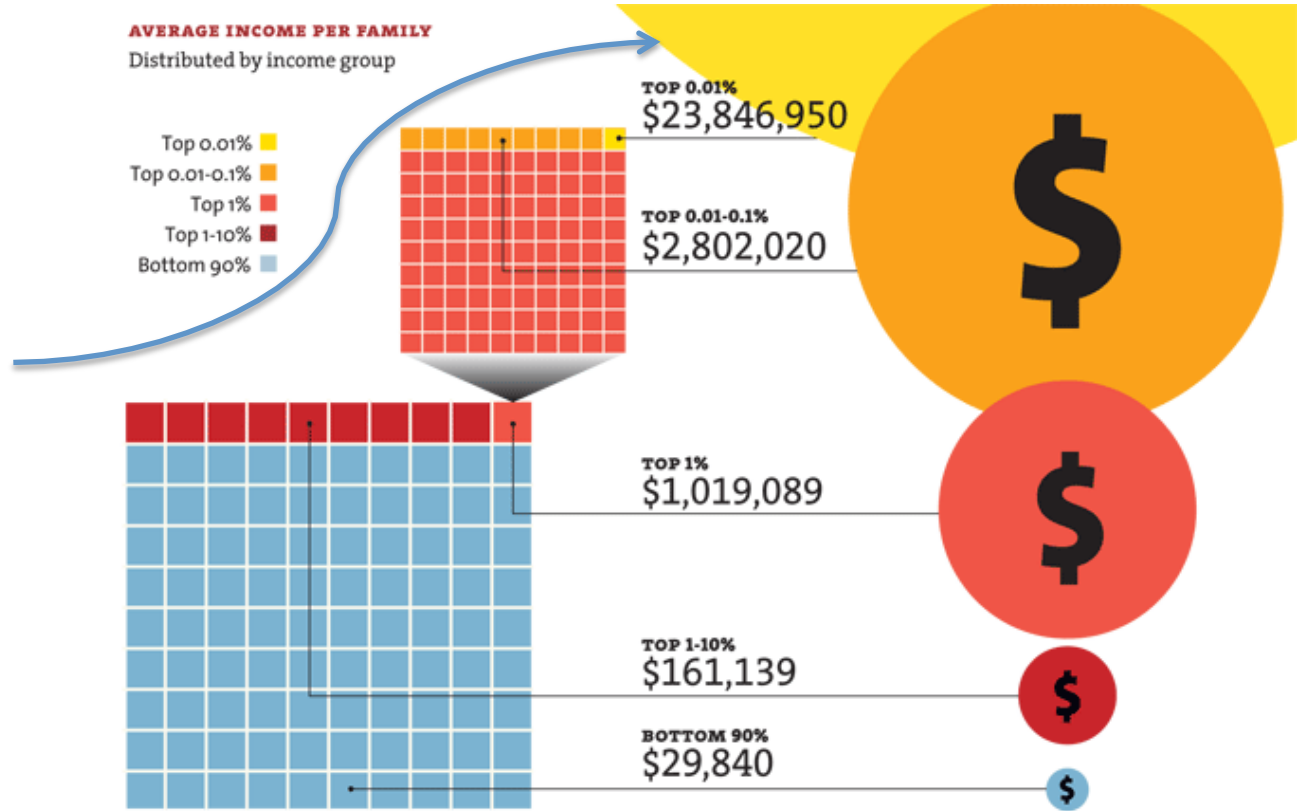 AVERAGE INCOME PER FAMILY
Distributed by income group
Top 0.01%
Top 0.01-0.1%
Top 1%
Top 1-10%
Bottom 90%
TOP 0.01%
$23,846,950
TOP 0.01-0.1%
$2,802,020
$
TOP 1%
$1,019,089
$
TOP 1-10%
$161,139
$
BOTTOM 90%
$29,840
$